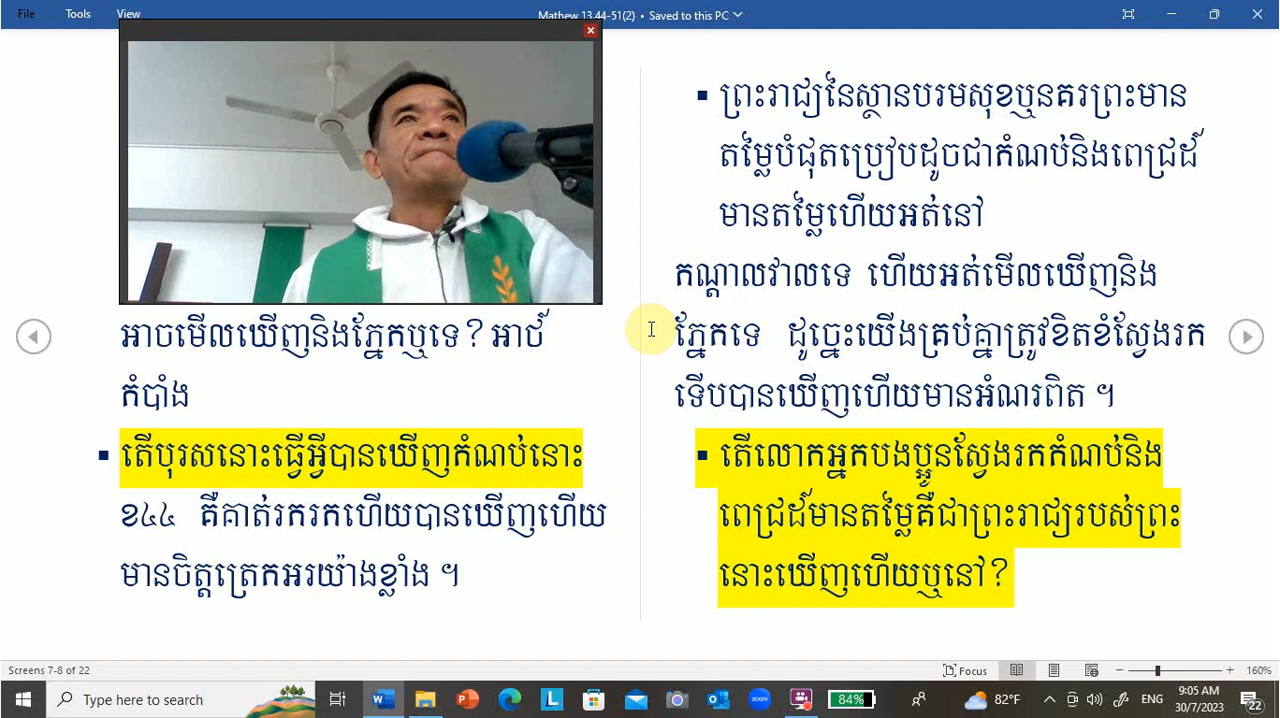 File Tools View Mathew 13.44-51(2) • Saved to this PC
អាចមើលឃើញនិងភ្នែកឬទេ? អាថ៌
កំបាំង
▪ តើបុរសនោះធ្វើអ្វីបានឃើញកំណប់នោះ
ខ៤៤ គឺគាត់រករកហើយបានឃើញហើយ
មានចិត្តត្រេកអរយ៉ាងខ្លាំង ។
▪ ព្រះរាជ្យនៃស្ថានបរមសុខឬនគរព្រះមាន
តម្លៃបំផុតប្រៀបដូចជាកំណប់និងពេជ្រដ៍
មានតម្លៃហើយអត់នៅ
កណ្តាលវាលទេ ហើយអត់មើលឃើញនិង
ភ្នែកទេ ដូច្នេះយើងគ្រប់គ្នាត្រូវខិតខំស្វែងរក
ទើបបានឃើញហើយមានអំណរពិត ។
▪ តើលោកអ្នកបងប្អូនស្វែងរកកំណប់និង
ពេជ្រដ៍មានតម្លៃគឺជាព្រះរាជ្យរបស់ព្រះ
នោះឃើញហើយឬនៅ?
Screens 7-8 of 22 Focus 160%
Type here to search 84% 82°F ENG 9:05 AM
30/7/2023 22